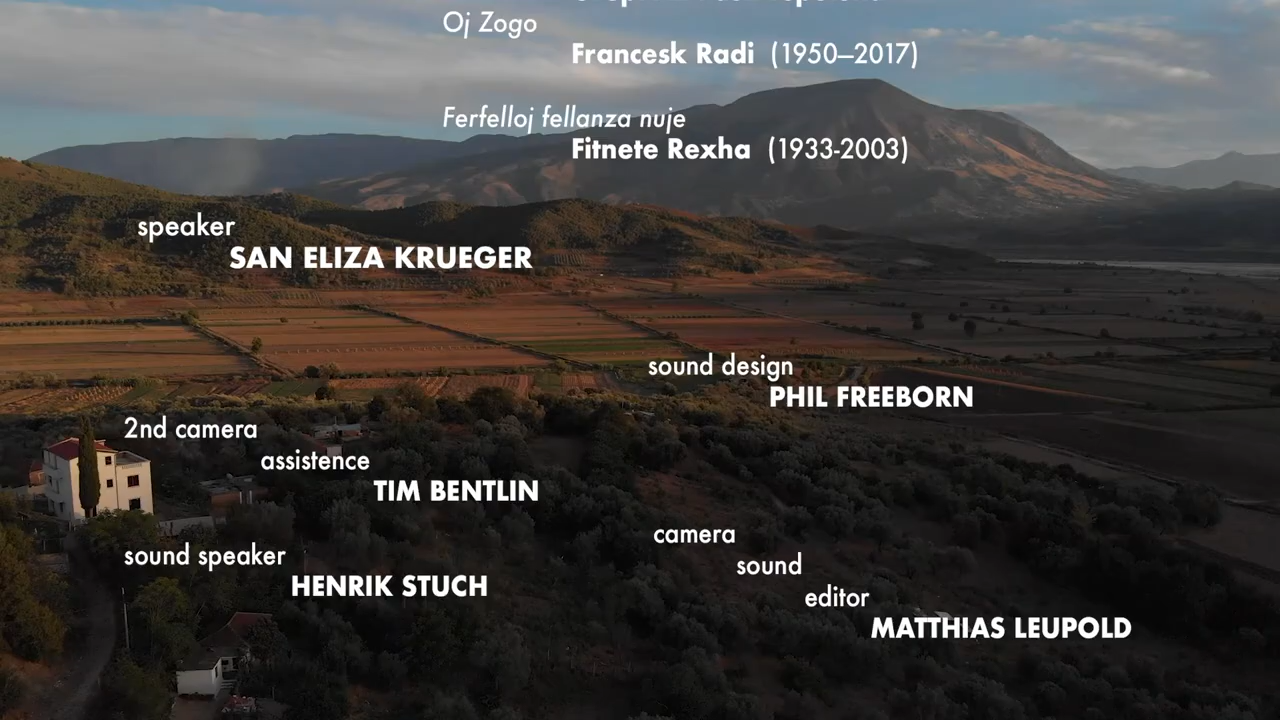 Oj Zogo
Francesk Radi (1950–2017)
Ferfelloj fellanza nuje
Fitnete Rexha (1933-2003)
speaker
SAN ELIZA KRUEGER
sound design
PHIL FREEBORN
2nd camera
assistence
TIM BENTLIN
sound speaker
HENRIK STUCH
camera
sound
editor
MATTHIAS LEUPOLD